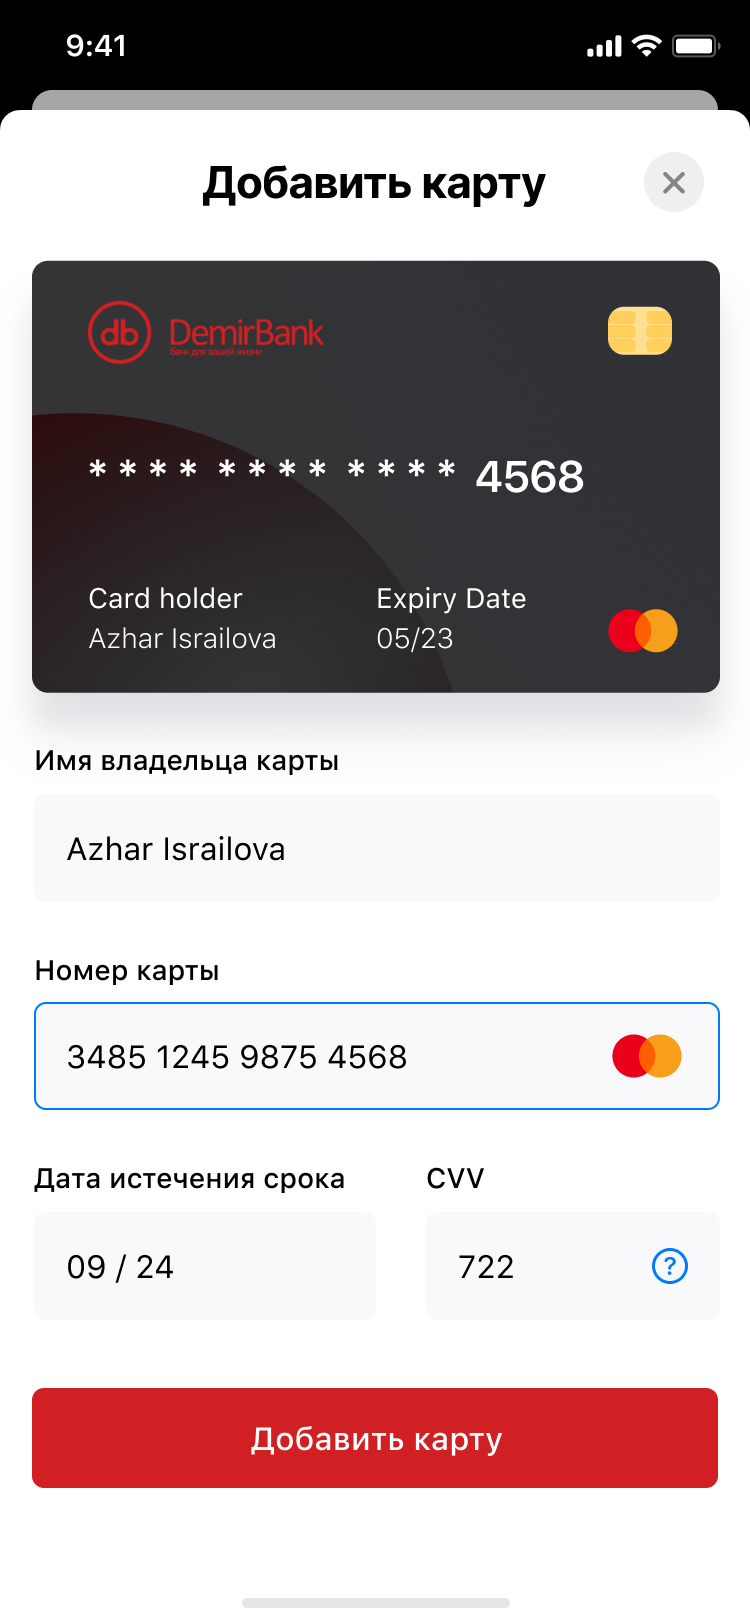 9:41
Добавить карту
db DemirBank
банк для вашей жизни
**** **** **** 4568
Card holder
Expiry Date
Azhar Israilova
05/23
Имя владельца карты
Azhar Israilova
Номер карты
3485 1245 9875 4568
Дата истечения срока
CVV
09 / 24
722
?
Добавить карту